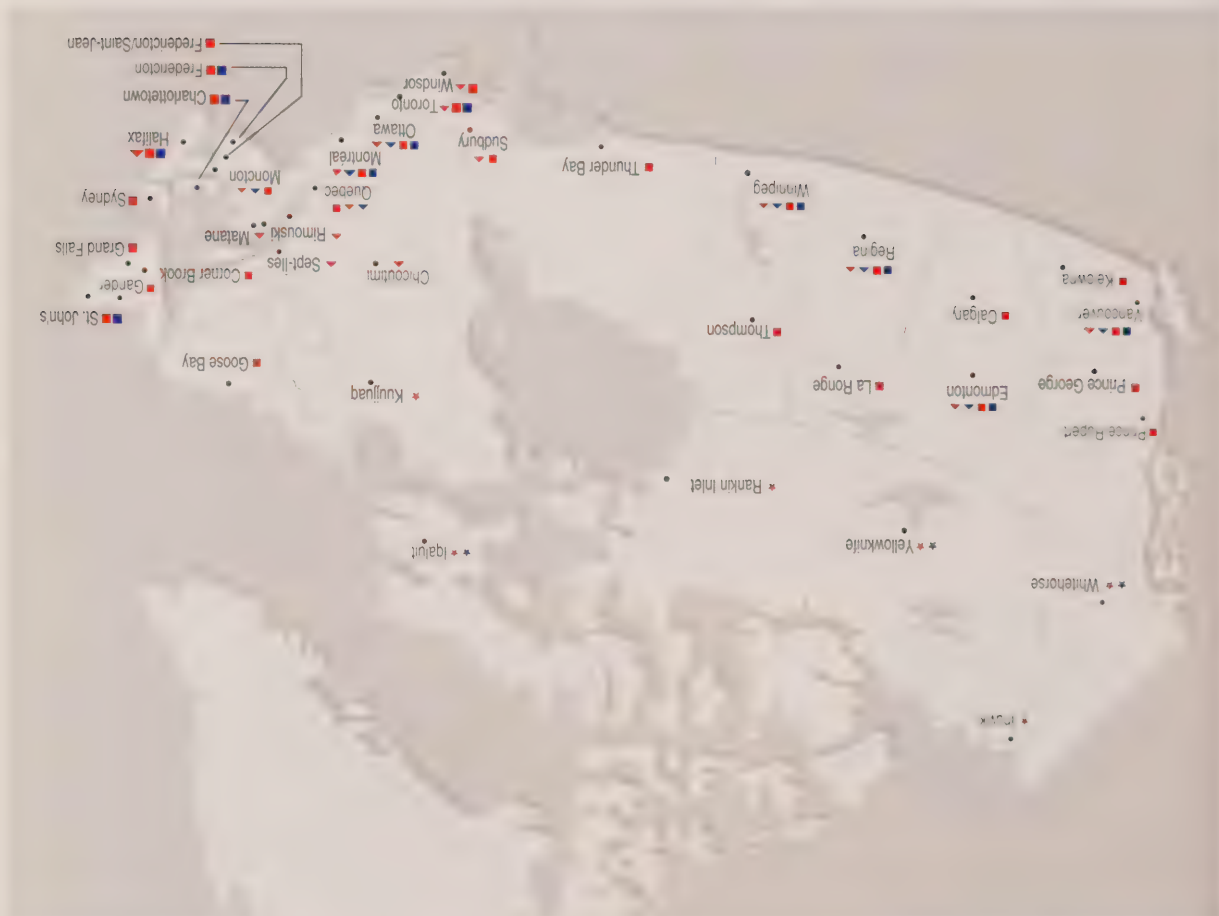 Inuvik
Whitehorse
Yellowknife
Iqaluit
Rankin Inlet
Prince Rupert
Prince George
Edmonton
La Ronge
Kuujjuaq
Goose Bay
Thompson
Vancouver
Calgary
St. John's
Kelowna
Gander
Corner Brook
Sept-Iles
Chicoutimi
Regina
Grand Falls
Matane
Rimouski
Sydney
Québec
Winnipeg
Moncton
Montréal
Thunder Bay
Halifax
Sudbury
Ottawa
Toronto
Charlottetown
Windsor
Fredericton
Fredericton/Saint-Jean